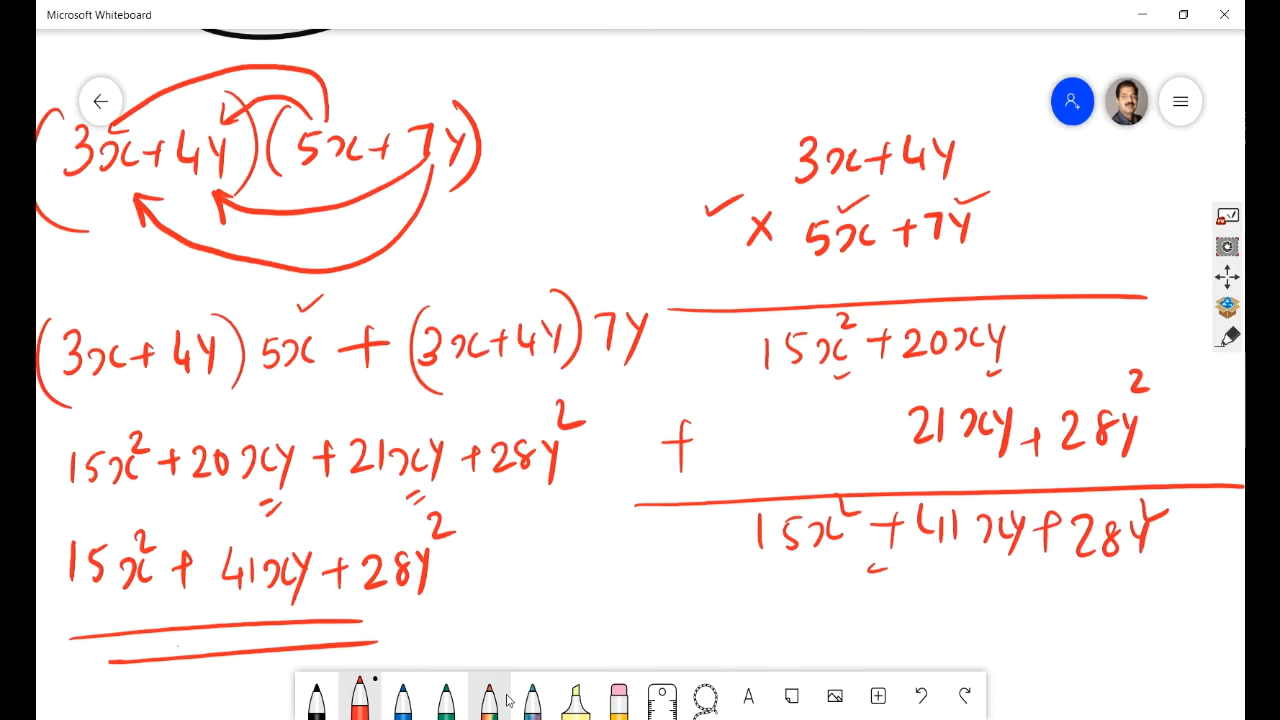 Microsoft Whiteboard
(3x+4y)(5x+7y)
(3x+4y) 5x + (3x+4y) 7y
15x²+20xy+21xy+28y²
15x²+41xy+28y²
3x+4y
× 5x+7y
15x²+20xy
+ 21xy+28y²
15x²+41xy+28y²
A